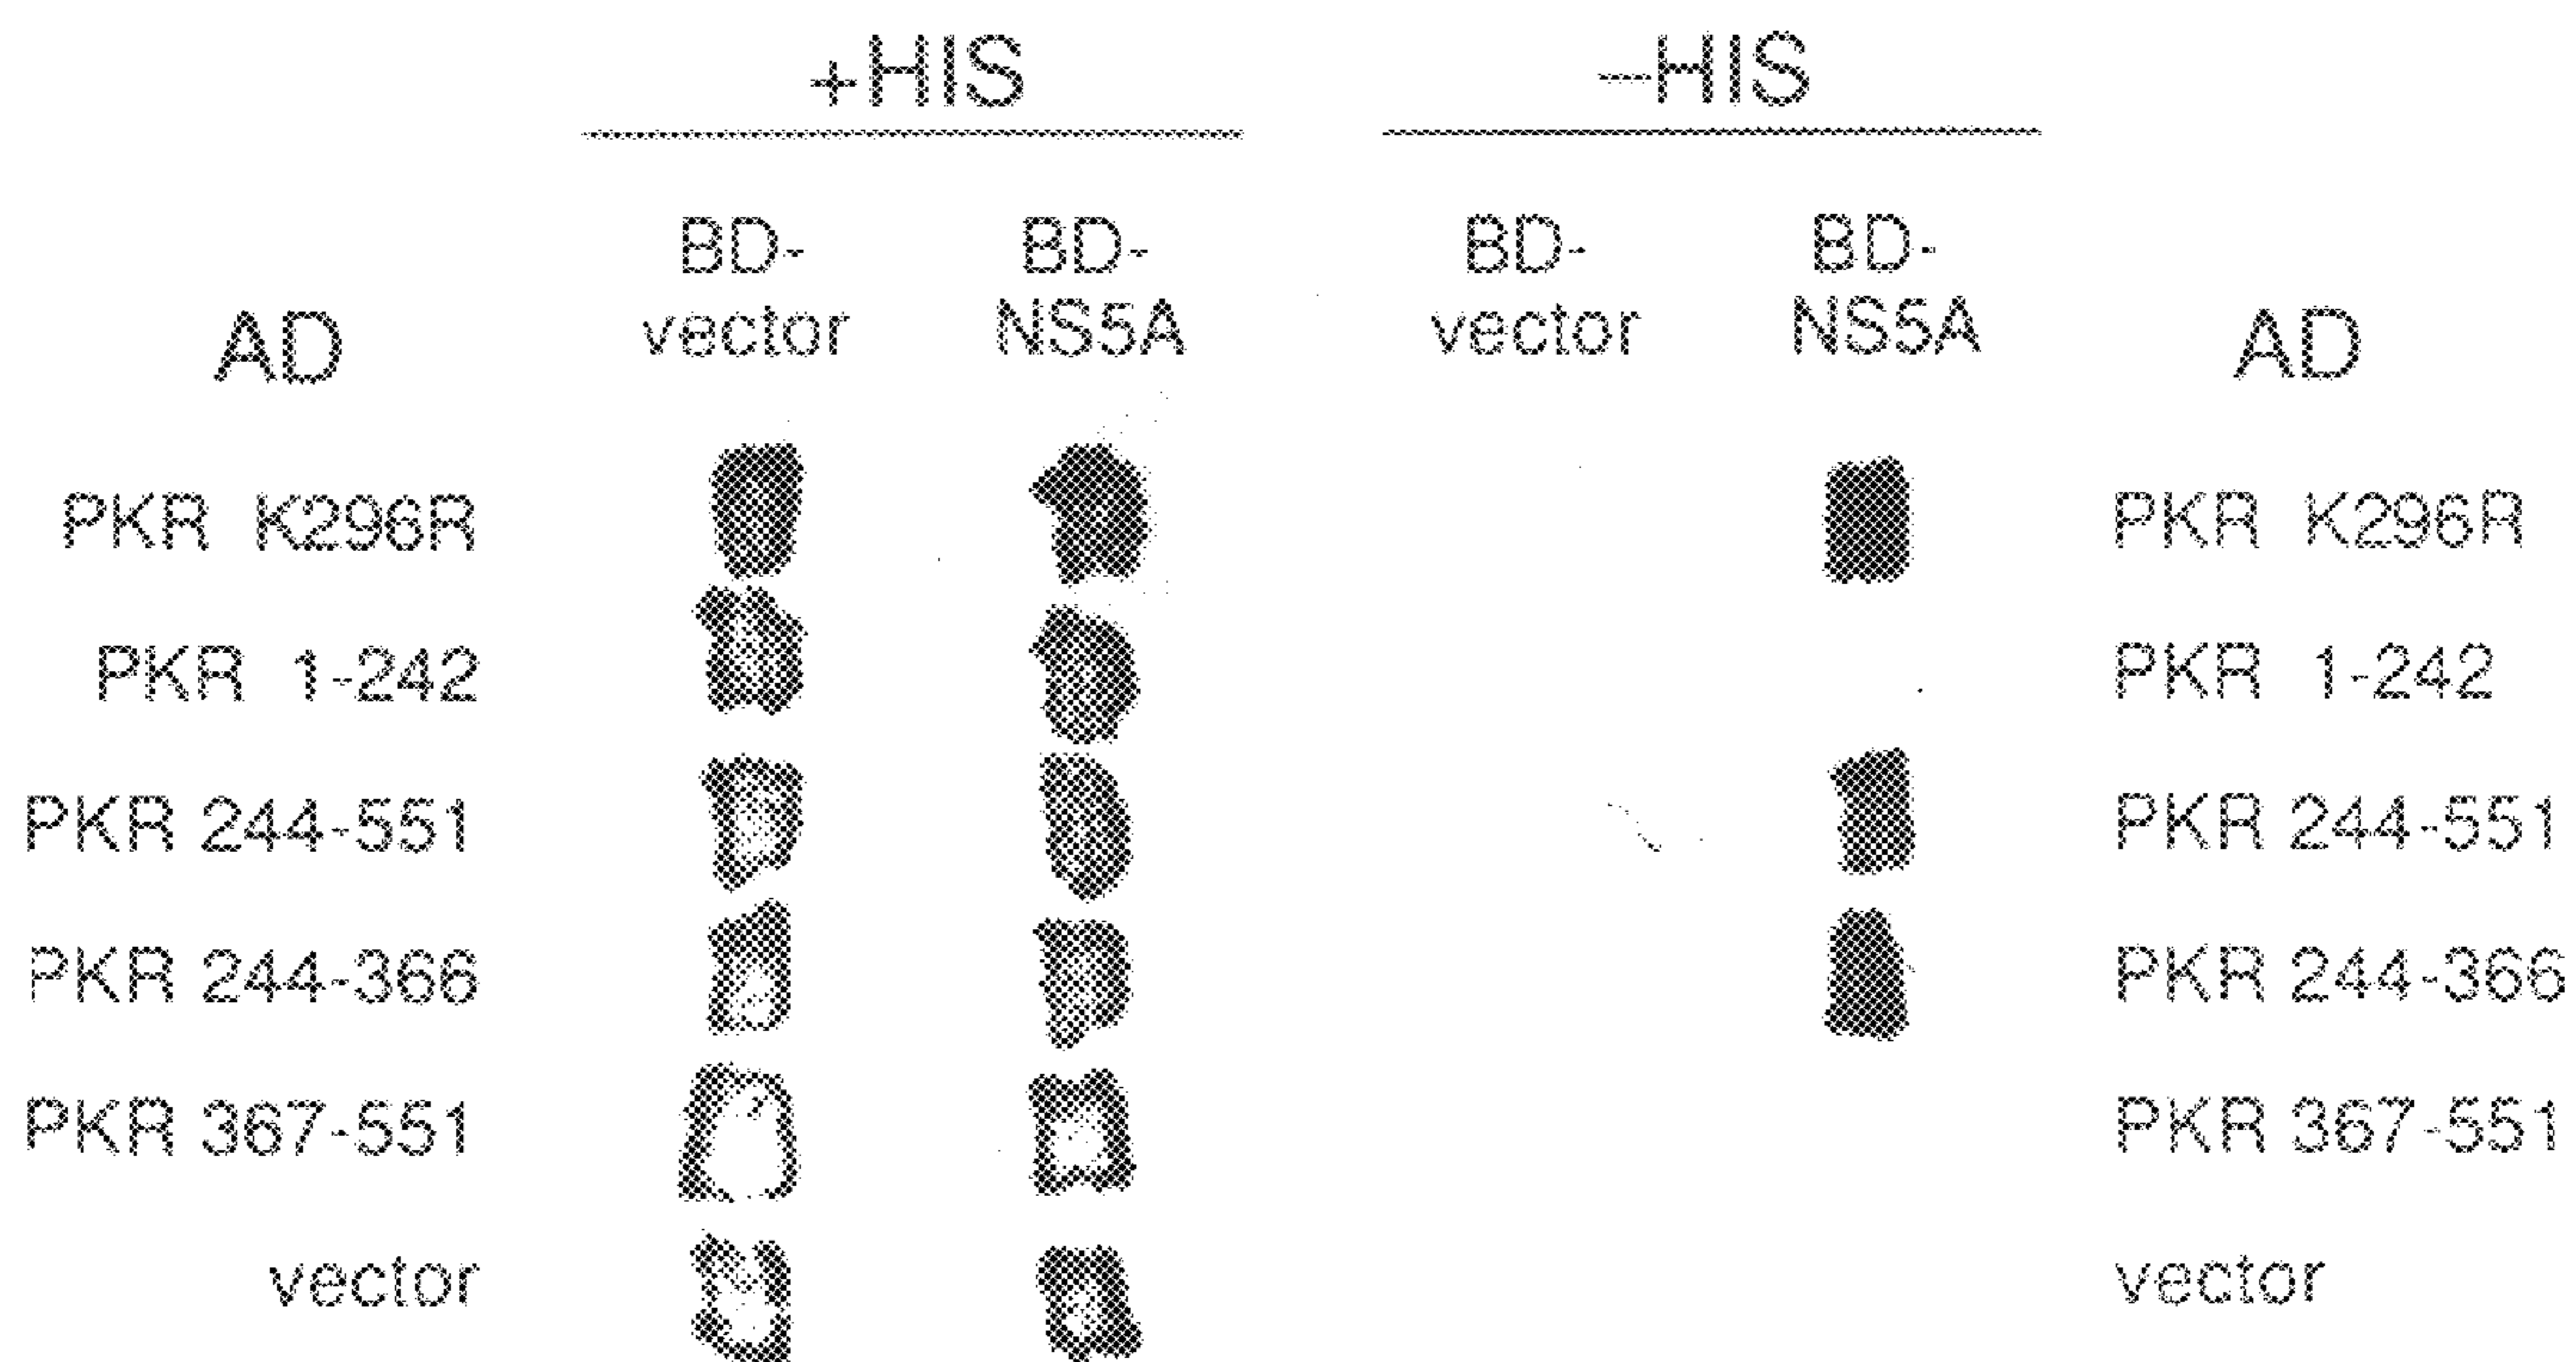 +HIS –HIS
BD- BD- BD- BD-
AD vector NS5A vector NS5A AD
PKR K296R PKR K296R
PKR 1-242 PKR 1-242
PKR 244-551 PKR 244-551
PKR 244-366 PKR 244-366
PKR 367-551 PKR 367-551
vector vector